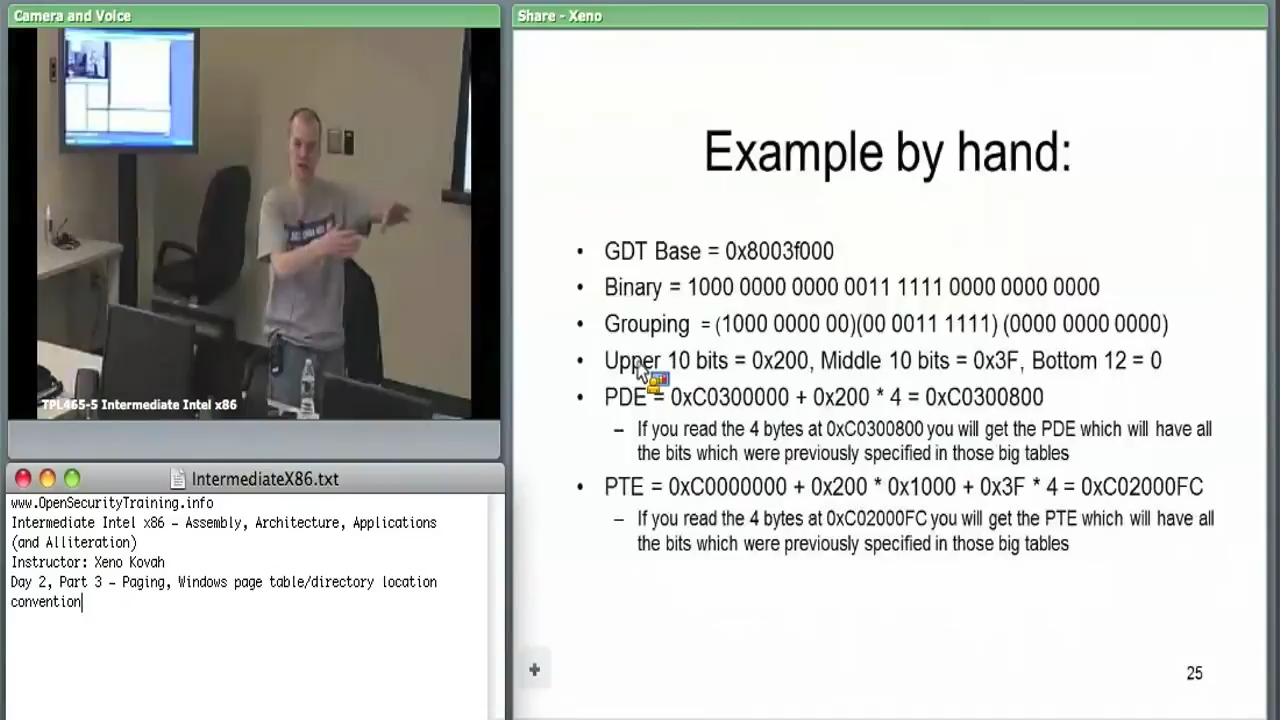 Camera and Voice
TPL465-5 Intermediate Intel x86
IntermediateX86.txt
www.OpenSecurityTraining.info
Intermediate Intel x86 – Assembly, Architecture, Applications
(and Alliteration)
Instructor: Xeno Kovah
Day 2, Part 3 – Paging, Windows page table/directory location
convention
Share - Xeno
Example by hand:
• GDT Base = 0x8003f000
• Binary = 1000 0000 0000 0011 1111 0000 0000 0000
• Grouping = (1000 0000 00)(00 0011 1111) (0000 0000 0000)
• Upper 10 bits = 0x200, Middle 10 bits = 0x3F, Bottom 12 = 0
• PDE = 0xC0300000 + 0x200 * 4 = 0xC0300800
– If you read the 4 bytes at 0xC0300800 you will get the PDE which will have all
the bits which were previously specified in those big tables
• PTE = 0xC0000000 + 0x200 * 0x1000 + 0x3F * 4 = 0xC02000FC
– If you read the 4 bytes at 0xC02000FC you will get the PTE which will have all
the bits which were previously specified in those big tables
25